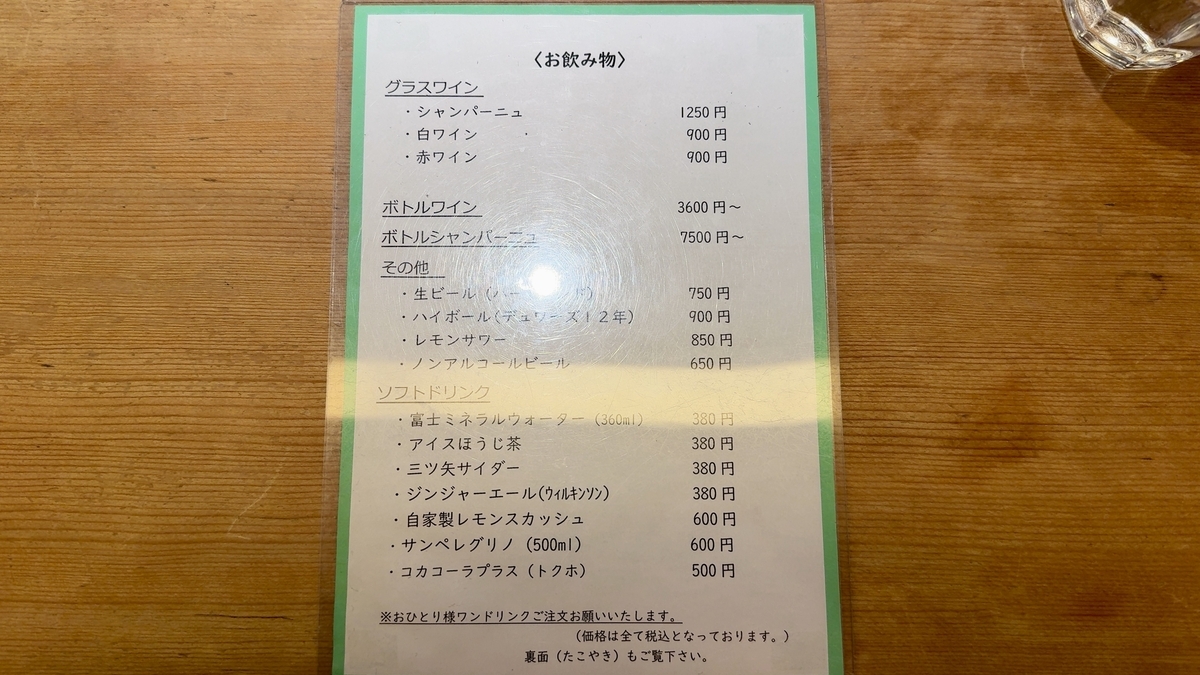 〈お飲み物〉
グラスワイン
・シャンパーニュ 1250円
・白ワイン 900円
・赤ワイン 900円
ボトルワイン 3600円～
ボトルシャンパーニュ 7500円～
その他
・生ビール 750円
・ハイボール(デュワーズ12年) 900円
・レモンサワー 850円
・ノンアルコールビール 650円
ソフトドリンク
・富士ミネラルウォーター (360ml) 380円
・アイスほうじ茶 380円
・三ツ矢サイダー 380円
・ジンジャーエール(ｳｨﾙｷﾝｿﾝ) 380円
・自家製レモンスカッシュ 600円
・サンペレグリノ (500ml) 600円
・コカコーラプラス (トクホ) 500円
※おひとり様ワンドリンクご注文お願いいたします。
(価格は全て税込となっております。)
裏面 (たこやき) もご覧下さい。